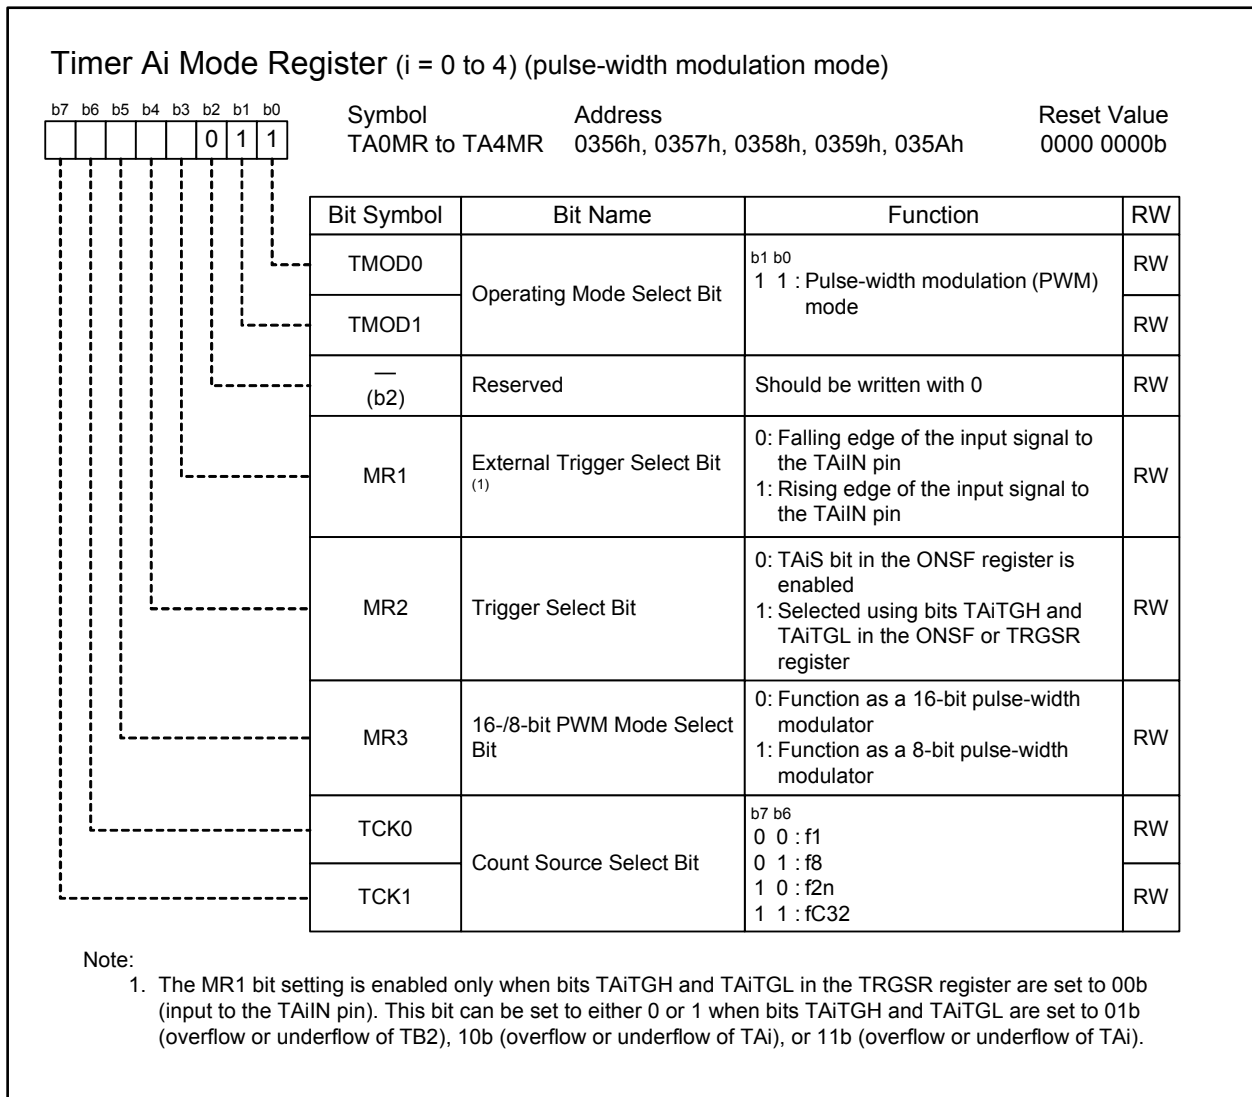 Timer Ai Mode Register (i = 0 to 4) (pulse-width modulation mode)
b7 b6 b5 b4 b3 b2 b1 b0
0 1 1
Symbol Address Reset Value
TA0MR to TA4MR 0356h, 0357h, 0358h, 0359h, 035Ah 0000 0000b
Bit Symbol Bit Name Function RW
TMOD0
TMOD1
Operating Mode Select Bit
b1 b0
1 1 : Pulse-width modulation (PWM)
mode
RW
RW
—
(b2)
Reserved
Should be written with 0
RW
MR1
External Trigger Select Bit
(1)
0: Falling edge of the input signal to
the TAiIN pin
1: Rising edge of the input signal to
the TAiIN pin
RW
MR2
Trigger Select Bit
0: TAiS bit in the ONSF register is
enabled
1: Selected using bits TAiTGH and
TAiTGL in the ONSF or TRGSR
register
RW
MR3
16-/8-bit PWM Mode Select
Bit
0: Function as a 16-bit pulse-width
modulator
1: Function as a 8-bit pulse-width
modulator
RW
TCK0
TCK1
Count Source Select Bit
b7 b6
0 0 : f1
0 1 : f8
1 0 : f2n
1 1 : fC32
RW
RW
Note:
1. The MR1 bit setting is enabled only when bits TAiTGH and TAiTGL in the TRGSR register are set to 00b
(input to the TAiIN pin). This bit can be set to either 0 or 1 when bits TAiTGH and TAiTGL are set to 01b
(overflow or underflow of TB2), 10b (overflow or underflow of TAi), or 11b (overflow or underflow of TAi).